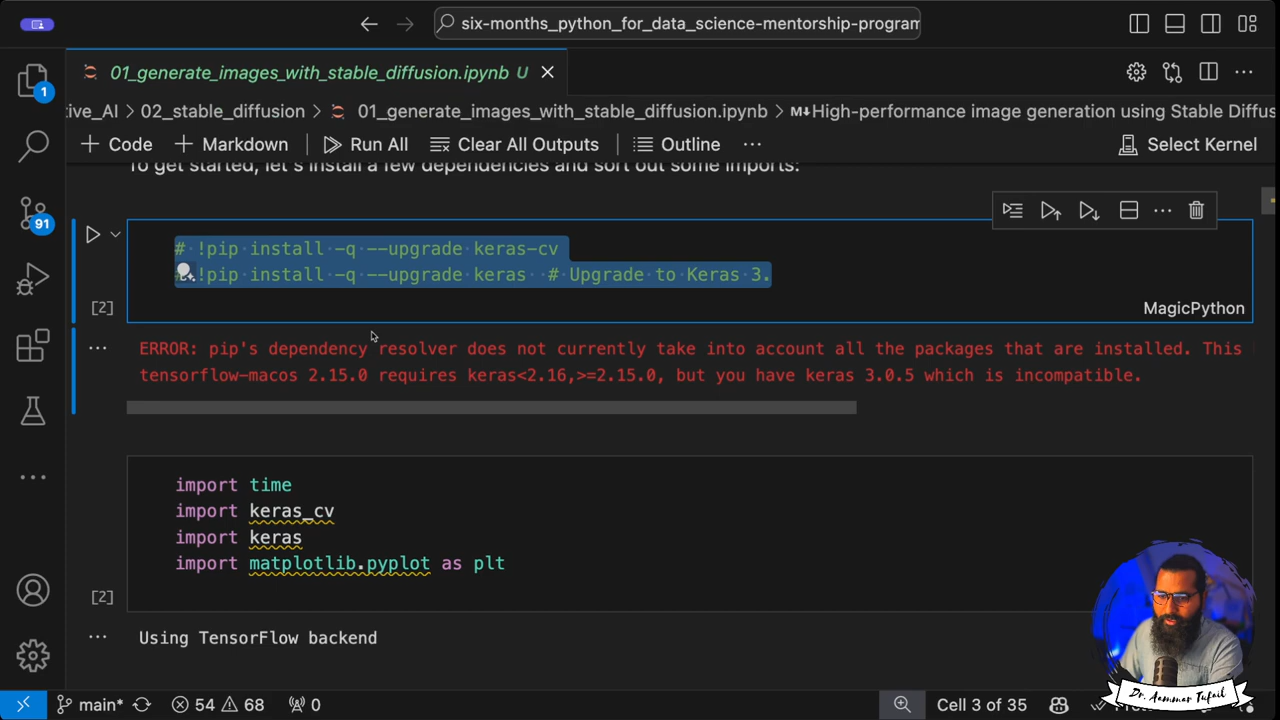 six-months_python_for_data_science-mentorship-program
01_generate_images_with_stable_diffusion.ipynb U
1
tive_AI > 02_stable_diffusion > 01_generate_images_with_stable_diffusion.ipynb > M↓High-performance image generation using Stable Diffus
+ Code + Markdown Run All Clear All Outputs Outline ... Select Kernel
To get started, let's install a few dependencies and sort out some imports:
91
# !pip install -q --upgrade keras-cv
!pip install -q --upgrade keras # Upgrade to Keras 3.
[2]
MagicPython
ERROR: pip's dependency resolver does not currently take into account all the packages that are installed. This
tensorflow-macos 2.15.0 requires keras<2.16,>=2.15.0, but you have keras 3.0.5 which is incompatible.
import time
import keras_cv
import keras
import matplotlib.pyplot as plt
[2]
Using TensorFlow backend
Dr. Aammar Tufail
main* 54 68 0 Cell 3 of 35